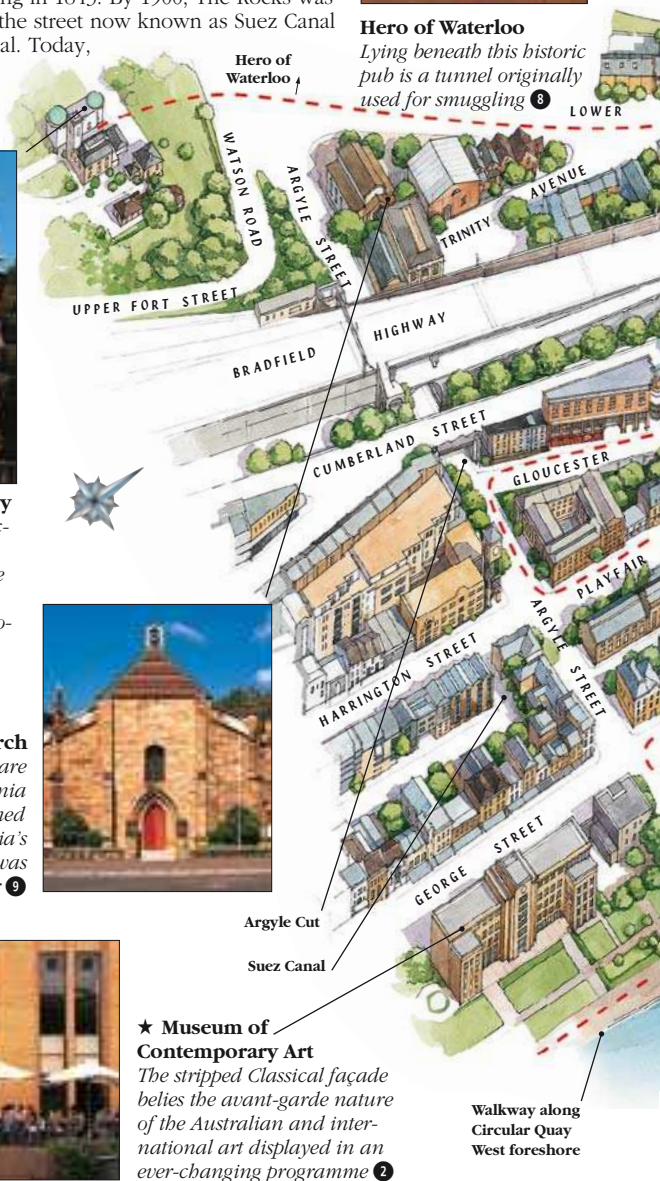 ing in 1843. By 1900, The Rocks was
the street now known as Suez Canal
al. Today,
Hero of Waterloo
Lying beneath this historic
pub is a tunnel originally
used for smuggling 8
Hero of
Waterloo
LOWER
WATSON ROAD
ARGYLE STREET
TRINITY AVENUE
UPPER FORT STREET
BRADFIELD HIGHWAY
CUMBERLAND STREET
GLOUCESTER
PLAYFAIR
ARGYLE STREET
HARRINGTON STREET
GEORGE STREET
y
-
e
o-
rch
are
nia
ned
ia's
was
9
Argyle Cut
Suez Canal
★ Museum of
Contemporary Art
The stripped Classical façade
belies the avant-garde nature
of the Australian and inter-
national art displayed in an
ever-changing programme 2
Walkway along
Circular Quay
West foreshore